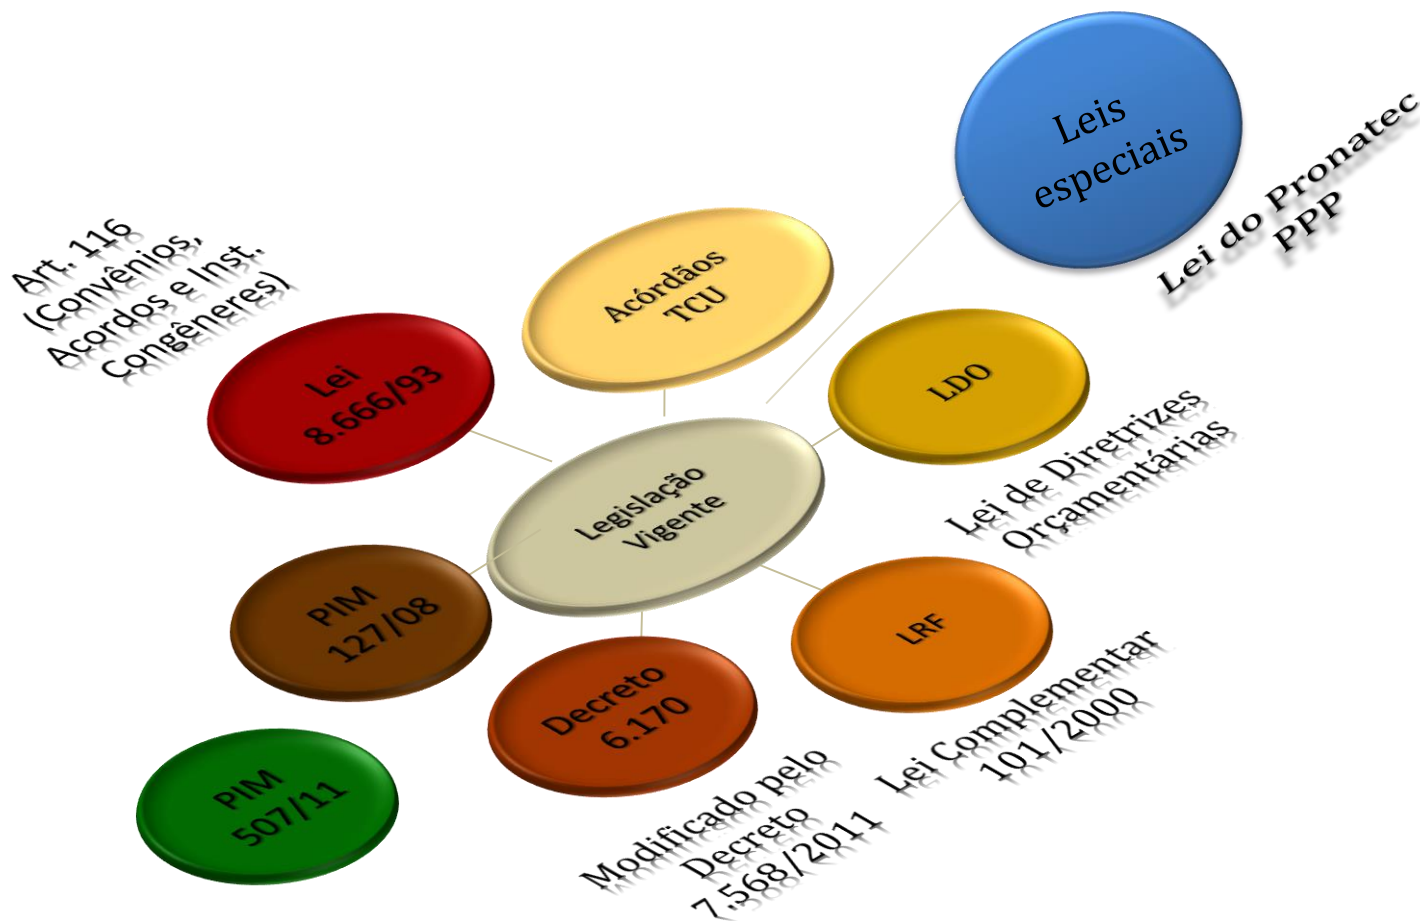 Leis
especiais
Lei do Pronatec
PPP
Art. 116
(Convênios,
Acordos e Inst.
Congêneres)
Acórdãos
TCU
Lei
8.666/93
LDO
Lei de Diretrizes
Orçamentárias
Legislação
Vigente
PIM
127/08
LRF
Lei Complementar
101/2000
Decreto
6.170
Modificado pelo
Decreto
7.568/2011
PIM
507/11